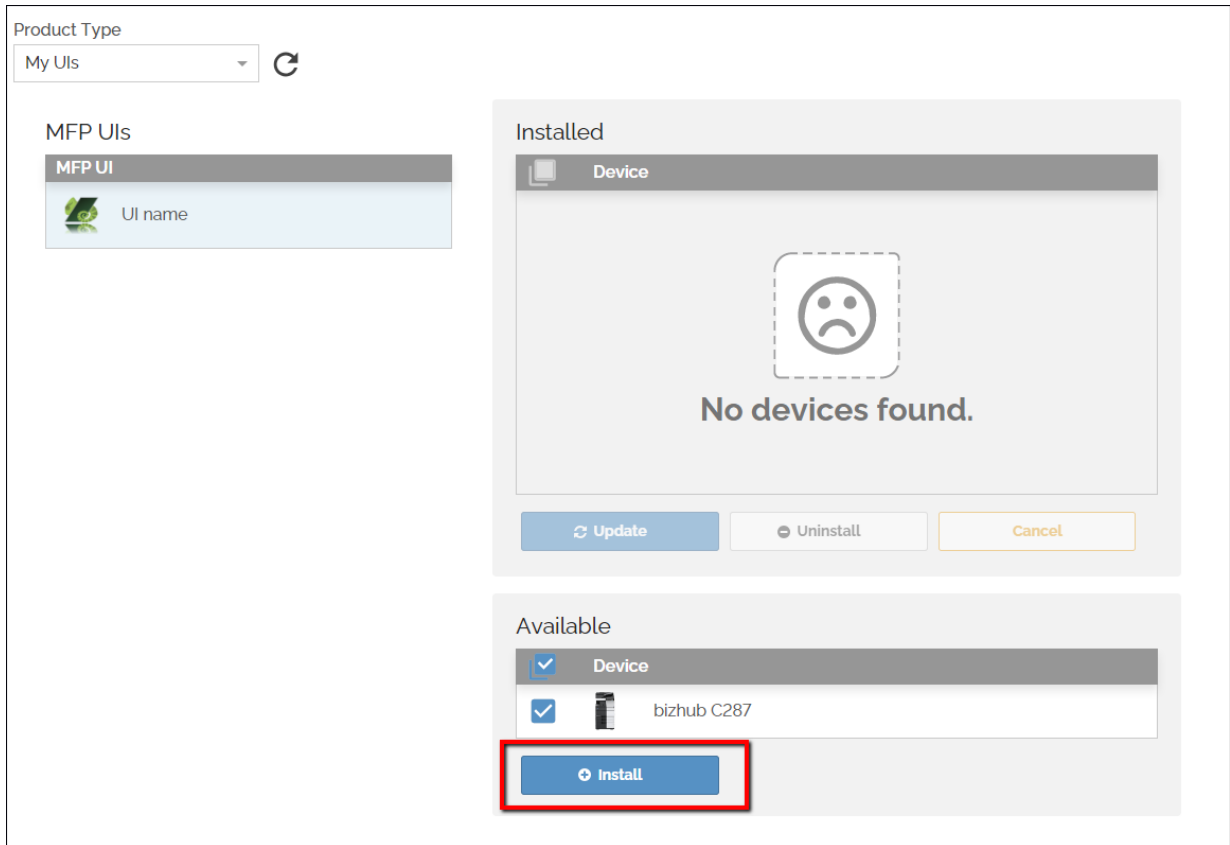 Product Type
My UIs
MFP UIs
MFP UI
UI name
Installed
Device
No devices found.
Update
Uninstall
Cancel
Available
Device
bizhub C287
Install